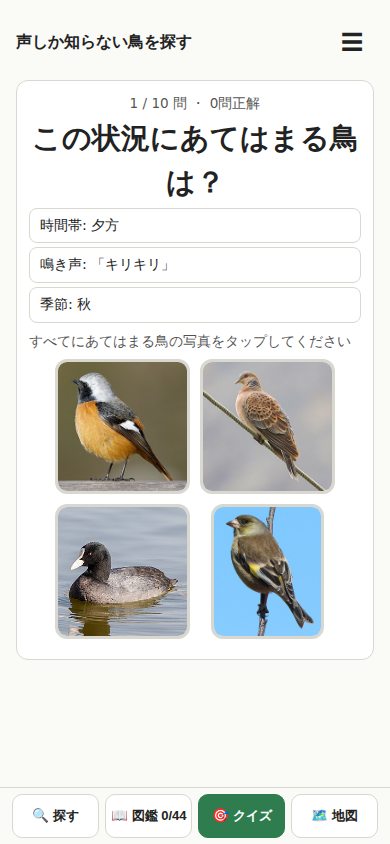 声しか知らない鳥を探す ☰
1 / 10 問 · 0問正解
この状況にあてはまる鳥
は？
時間帯: 夕方
鳴き声: 「キリキリ」
季節: 秋
すべてにあてはまる鳥の写真をタップしてください
🔍 探す
📖 図鑑 0/44
🎯 クイズ
🗺️ 地図